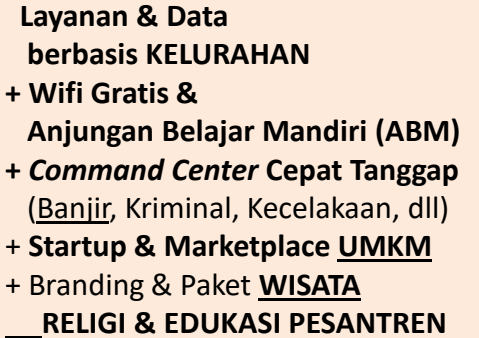 Layanan & Data
berbasis KELURAHAN
+ Wifi Gratis &
Anjungan Belajar Mandiri (ABM)
+ Command Center Cepat Tanggap
(Banjir, Kriminal, Kecelakaan, dll)
+ Startup & Marketplace UMKM
+ Branding & Paket WISATA
RELIGI & EDUKASI PESANTREN